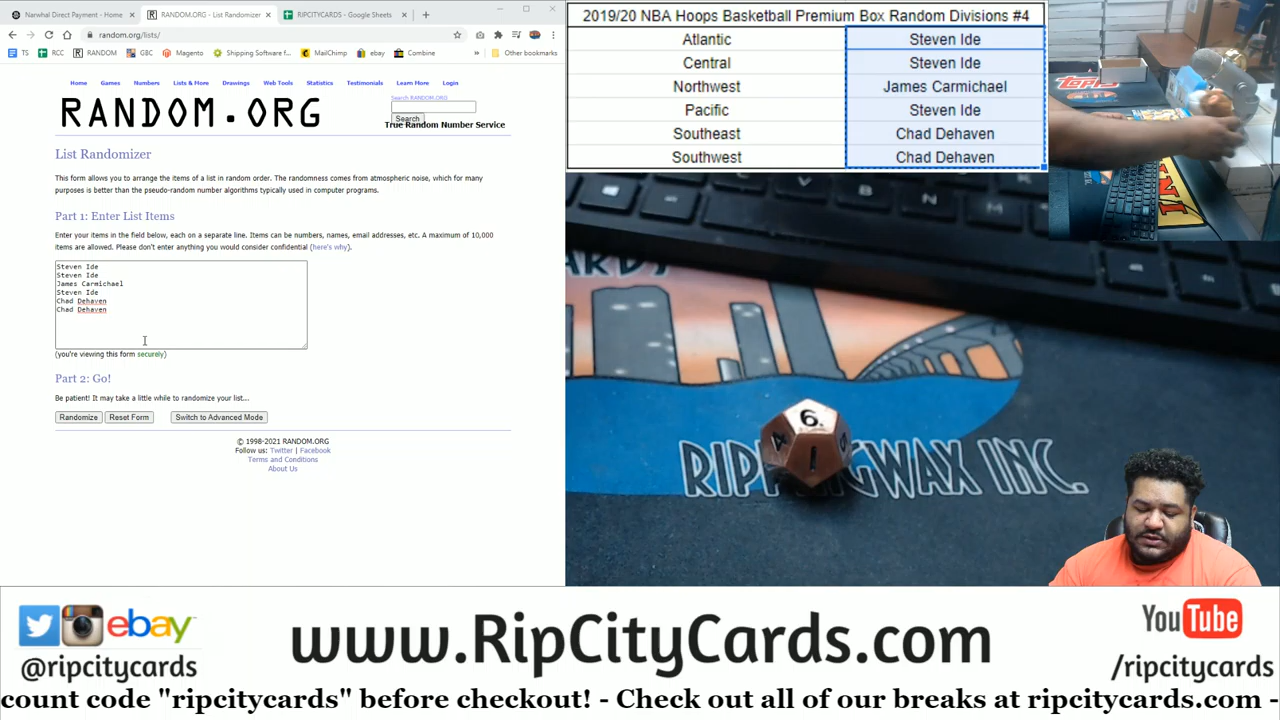 Narwhal Direct Payment - Home
RANDOM.ORG - List Randomizer
RIPCITYCARDS - Google Sheets
random.org/lists/
TS
RCC
RANDOM
GBC
Magento
Shipping Software f...
MailChimp
ebay
Combine
Other bookmarks
Home
Games
Numbers
Lists & More
Drawings
Web Tools
Statistics
Testimonials
Learn More
Login
RANDOM.ORG
Search RANDOM.ORG
Search
True Random Number Service
List Randomizer
This form allows you to arrange the items of a list in random order. The randomness comes from atmospheric noise, which for many
purposes is better than the pseudo-random number algorithms typically used in computer programs.
Part 1: Enter List Items
Enter your items in the field below, each on a separate line. Items can be numbers, names, email addresses, etc. A maximum of 10,000
items are allowed. Please don't enter anything you would consider confidential (here's why).
Steven Ide
Steven Ide
James Carmichael
Steven Ide
Chad Dehaven
Chad Dehaven
(you're viewing this form securely)
Part 2: Go!
Be patient! It may take a little while to randomize your list...
Randomize
Reset Form
Switch to Advanced Mode
© 1998-2021 RANDOM.ORG
Follow us: Twitter | Facebook
Terms and Conditions
About Us
2019/20 NBA Hoops Basketball Premium Box Random Divisions #4
Atlantic Steven Ide
Central Steven Ide
Northwest James Carmichael
Pacific Steven Ide
Southeast Chad Dehaven
Southwest Chad Dehaven
Topps
V
B
N
M
CARDS
6.
4
1
RIPPINGWAX INC.
ebay
@ripcitycards
www.RipCityCards.com
YouTube
/ripcitycards
count code "ripcitycards" before checkout! - Check out all of our breaks at ripcitycards.com -